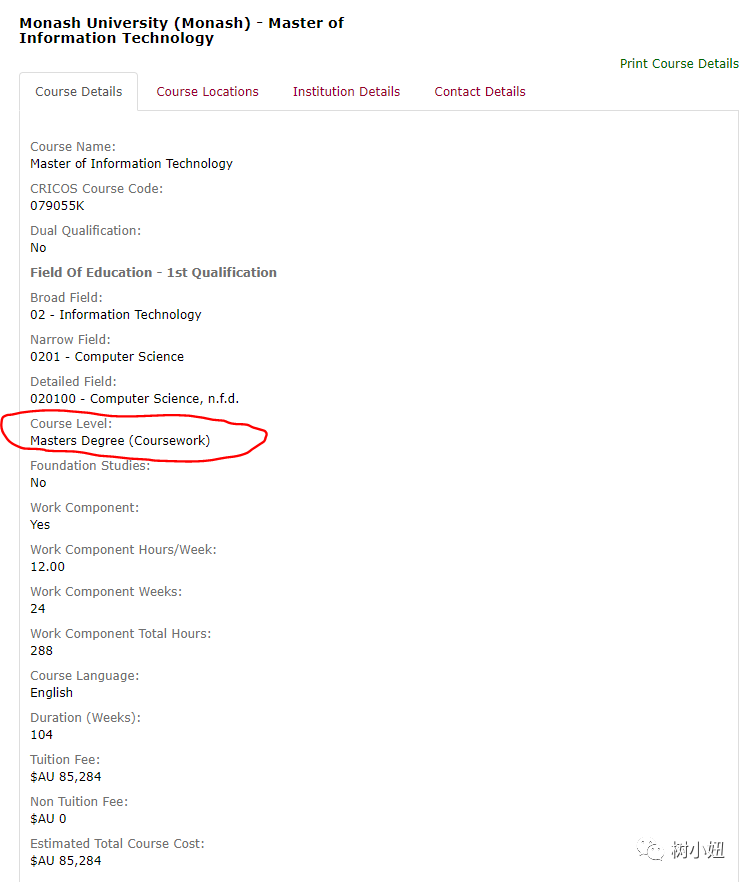 Monash University (Monash) - Master of
Information Technology
Print Course Details
Course Details
Course Locations
Institution Details
Contact Details
Course Name:
Master of Information Technology
CRICOS Course Code:
079055K
Dual Qualification:
No
Field Of Education - 1st Qualification
Broad Field:
02 - Information Technology
Narrow Field:
0201 - Computer Science
Detailed Field:
020100 - Computer Science, n.f.d.
Course Level:
Masters Degree (Coursework)
Foundation Studies:
No
Work Component:
Yes
Work Component Hours/Week:
12.00
Work Component Weeks:
24
Work Component Total Hours:
288
Course Language:
English
Duration (Weeks):
104
Tuition Fee:
$AU 85,284
Non Tuition Fee:
$AU 0
Estimated Total Course Cost:
$AU 85,284
树小妞